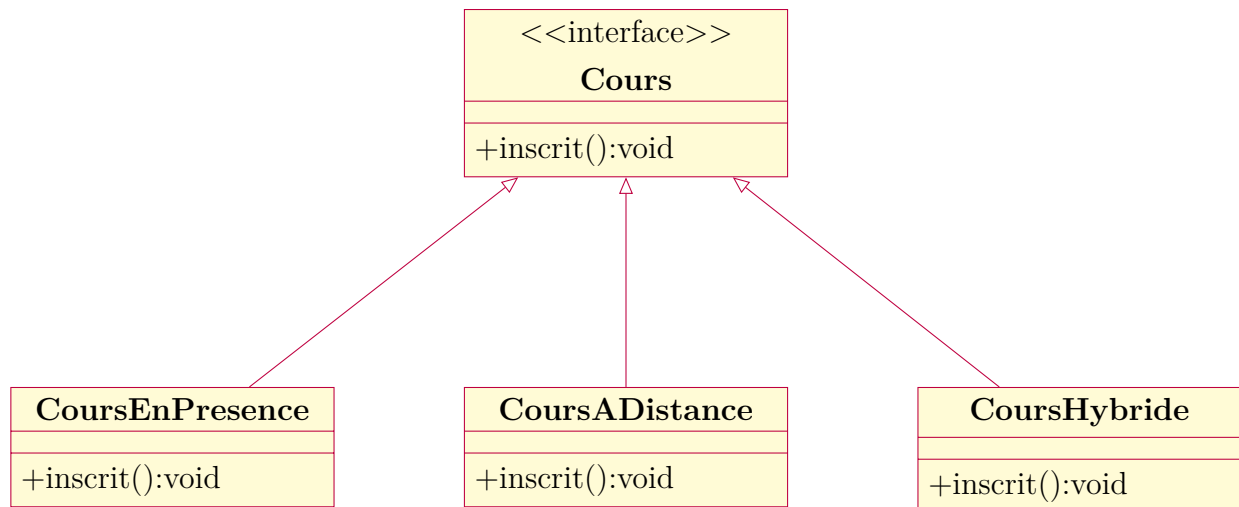 <<interface>>
Cours
+inscrit():void
CoursEnPresence
+inscrit():void
CoursADistance
+inscrit():void
CoursHybride
+inscrit():void